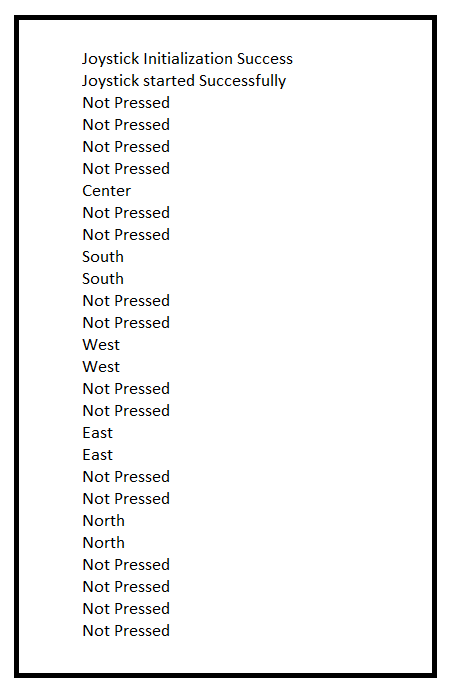 Joystick Initialization Success
Joystick started Successfully
Not Pressed
Not Pressed
Not Pressed
Not Pressed
Center
Not Pressed
Not Pressed
South
South
Not Pressed
Not Pressed
West
West
Not Pressed
Not Pressed
East
East
Not Pressed
Not Pressed
North
North
Not Pressed
Not Pressed
Not Pressed
Not Pressed